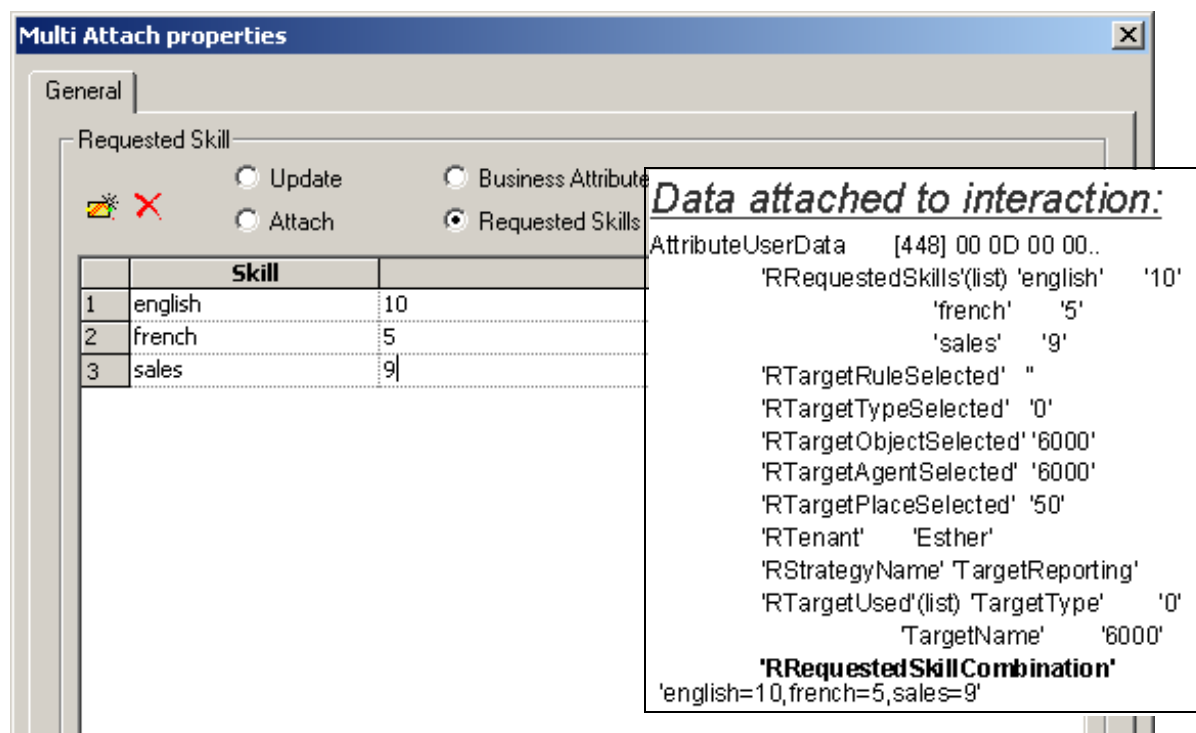 Multi Attach properties
General
Requested Skill
Update
Business Attribute
Attach
Requested Skills
Skill
1 english 10
2 french 5
3 sales 9
Data attached to interaction:
AttributeUserData [448] 00 0D 00 00..
'RRequestedSkills'(list) 'english' '10'
'french' '5'
'sales' '9'
'RTargetRuleSelected' ''
'RTargetTypeSelected' '0'
'RTargetObjectSelected' '6000'
'RTargetAgentSelected' '6000'
'RTargetPlaceSelected' '50'
'RTenant' 'Esther'
'RStrategyName' 'TargetReporting'
'RTargetUsed'(list) 'TargetType' '0'
'TargetName' '6000'
'RRequestedSkillCombination'
'english=10,french=5,sales=9'